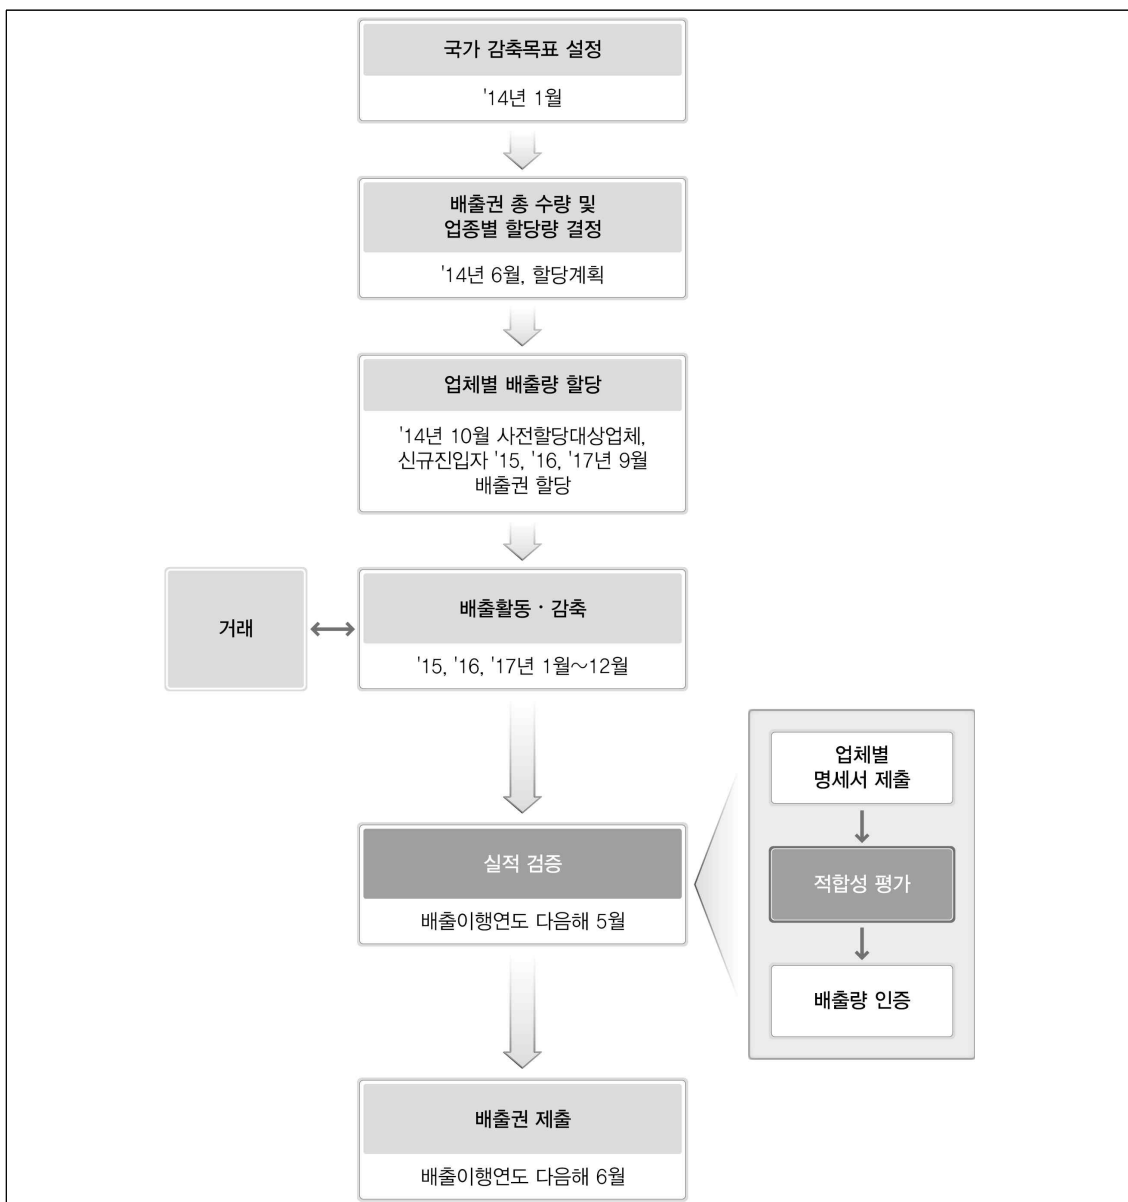 국가 감축목표 설정
'14년 1월
배출권 총 수량 및
업종별 할당량 결정
'14년 6월, 할당계획
업체별 배출량 할당
'14년 10월 사전할당대상업체,
신규진입자 '15, '16, '17년 9월
배출권 할당
거래
배출활동 · 감축
'15, '16, '17년 1월~12월
실적 검증
배출이행연도 다음해 5월
업체별
명세서 제출
적합성 평가
배출량 인증
배출권 제출
배출이행연도 다음해 6월